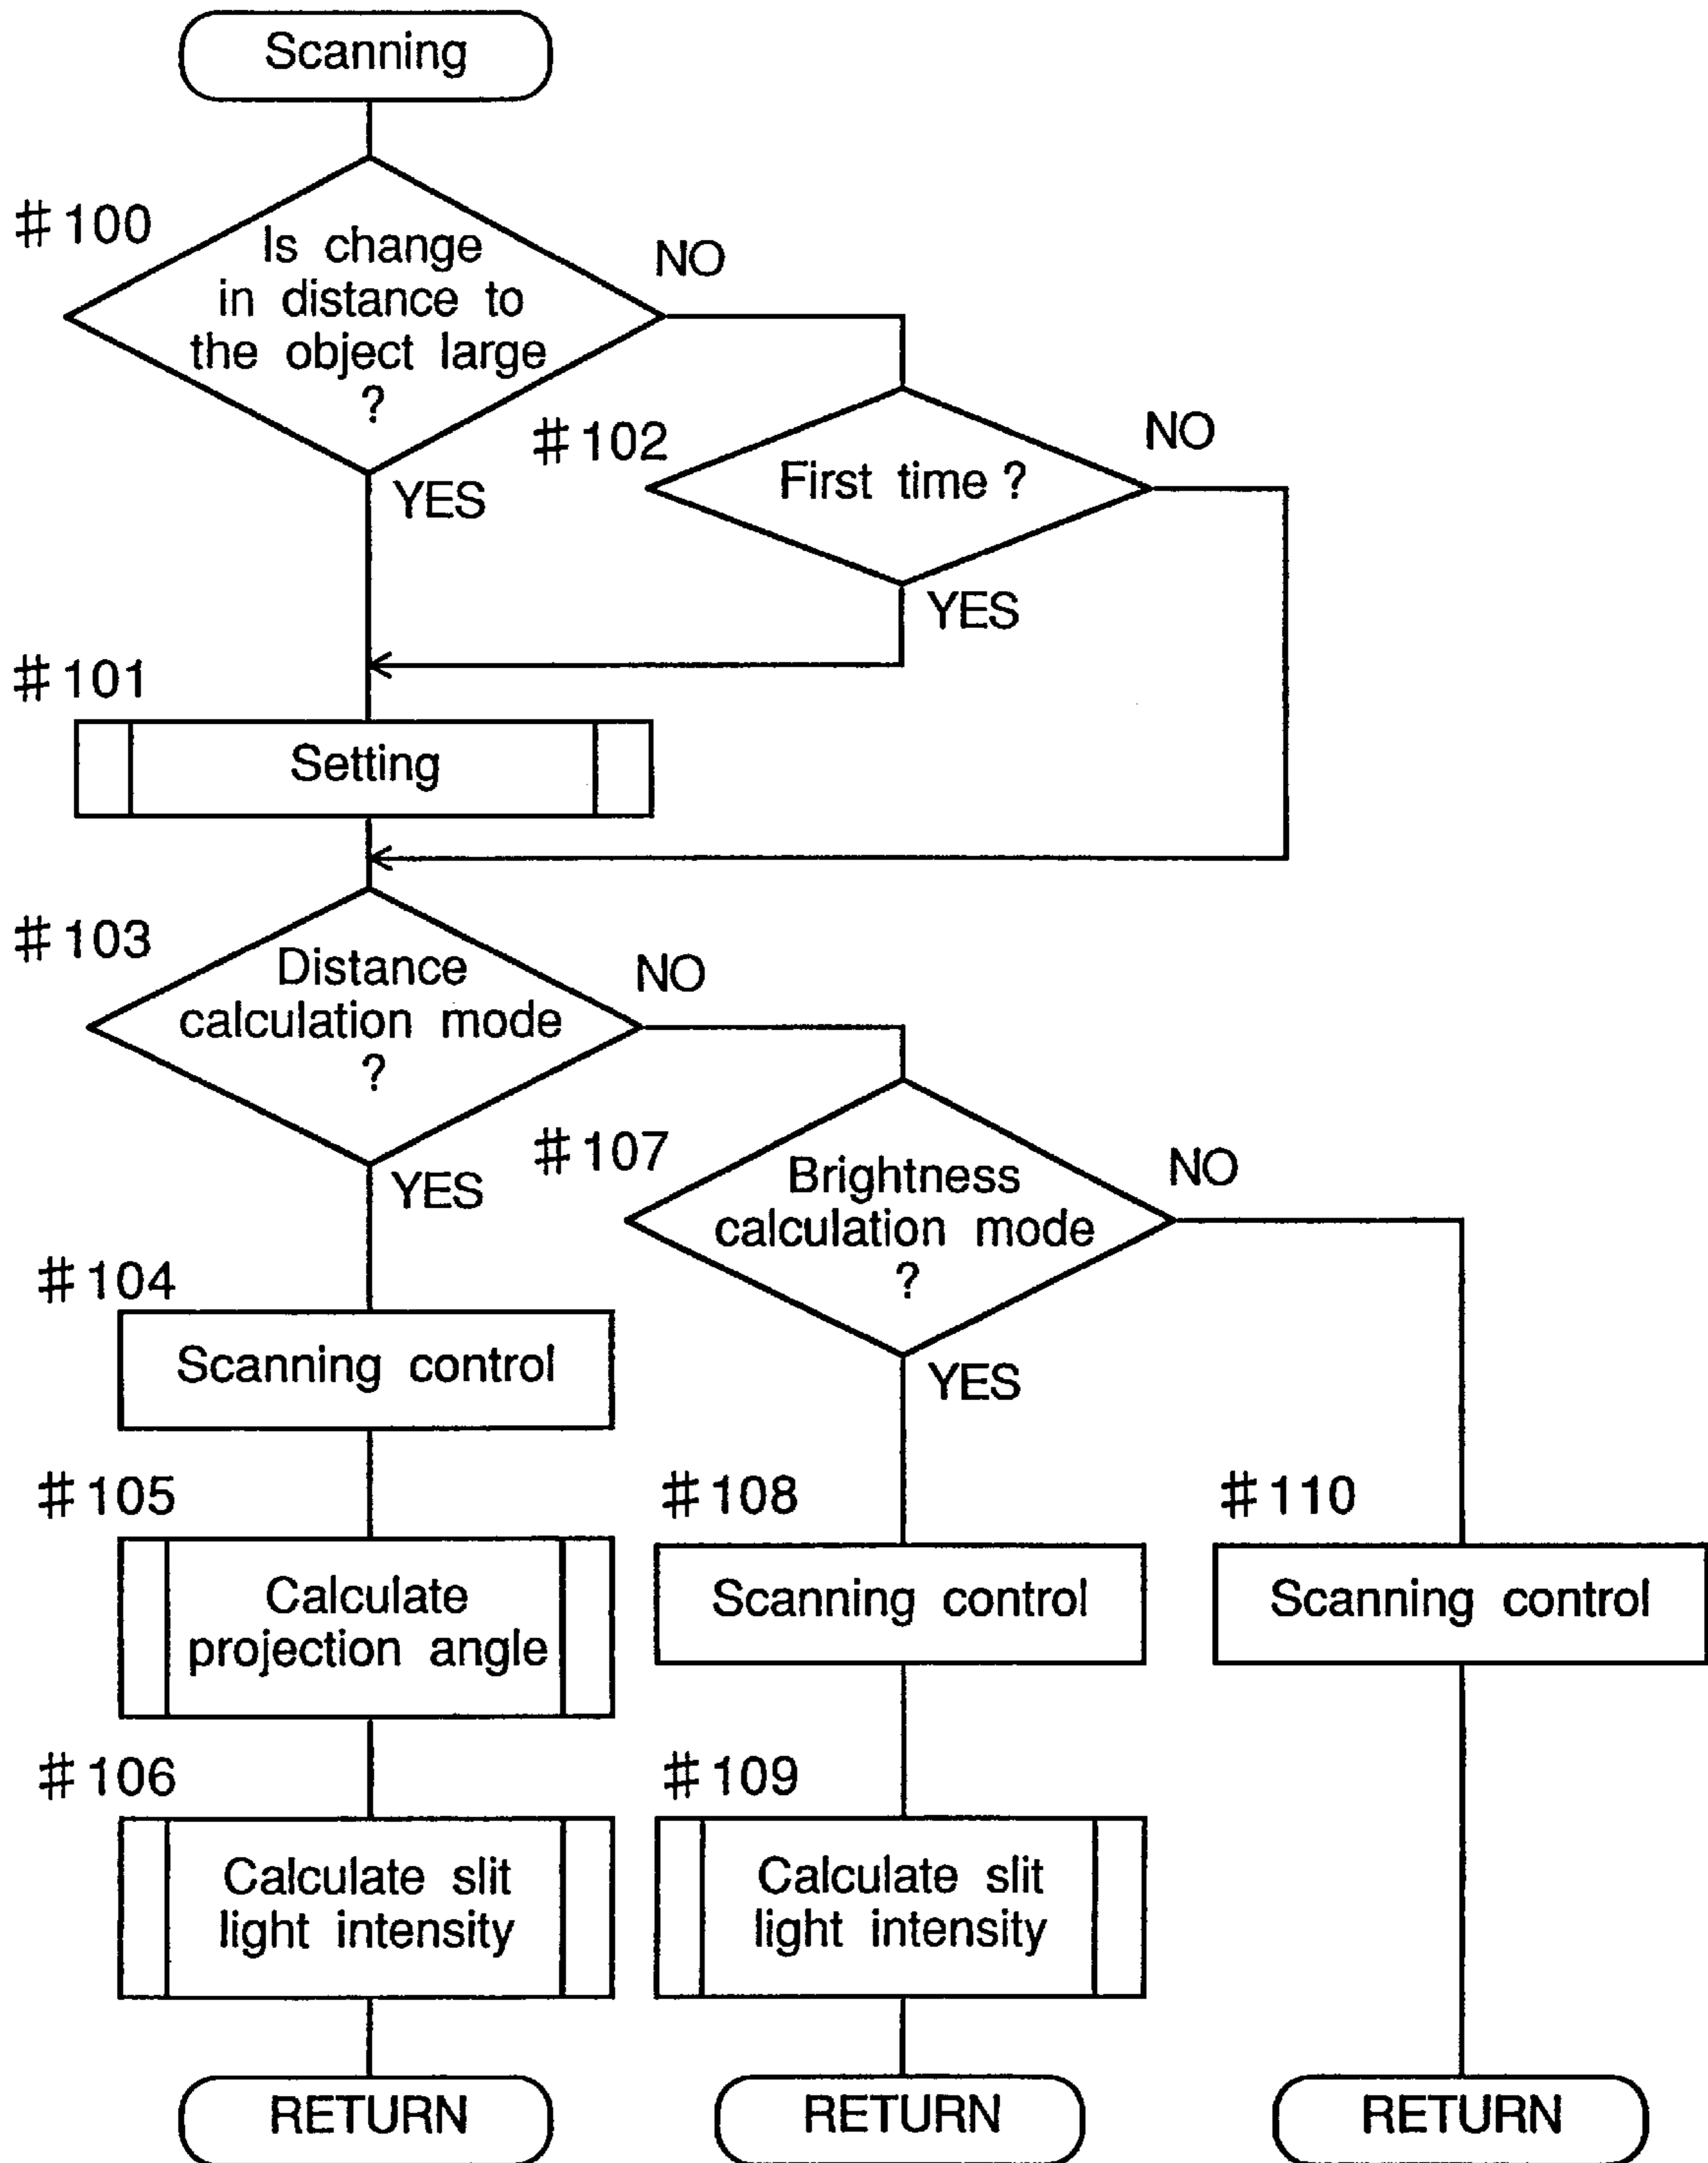 Scanning
#100
Is change
in distance to
the object large
?
NO
YES
#102
First time ?
NO
YES
#101
Setting
#103
Distance
calculation mode
?
NO
YES
#107
Brightness
calculation mode
?
NO
YES
#104
Scanning control
#105
Calculate
projection angle
#106
Calculate slit
light intensity
RETURN
#108
Scanning control
#109
Calculate slit
light intensity
RETURN
#110
Scanning control
RETURN